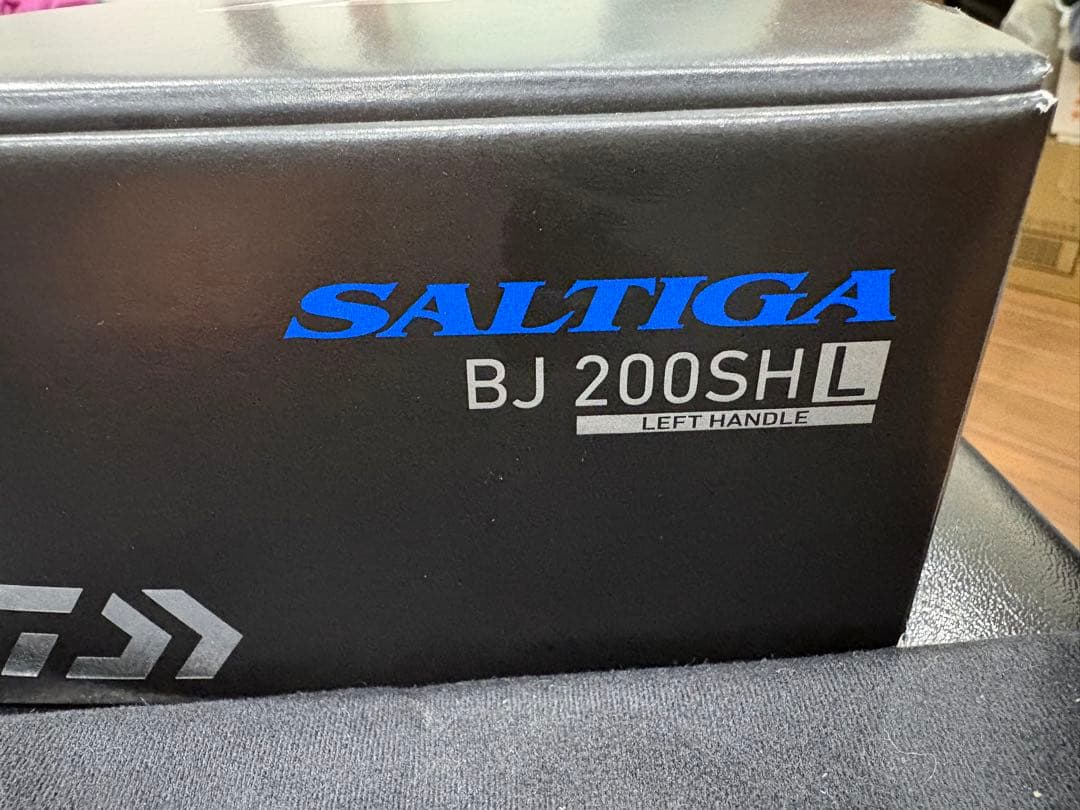 SALTIGA
BJ 200SHL
LEFT HANDLE